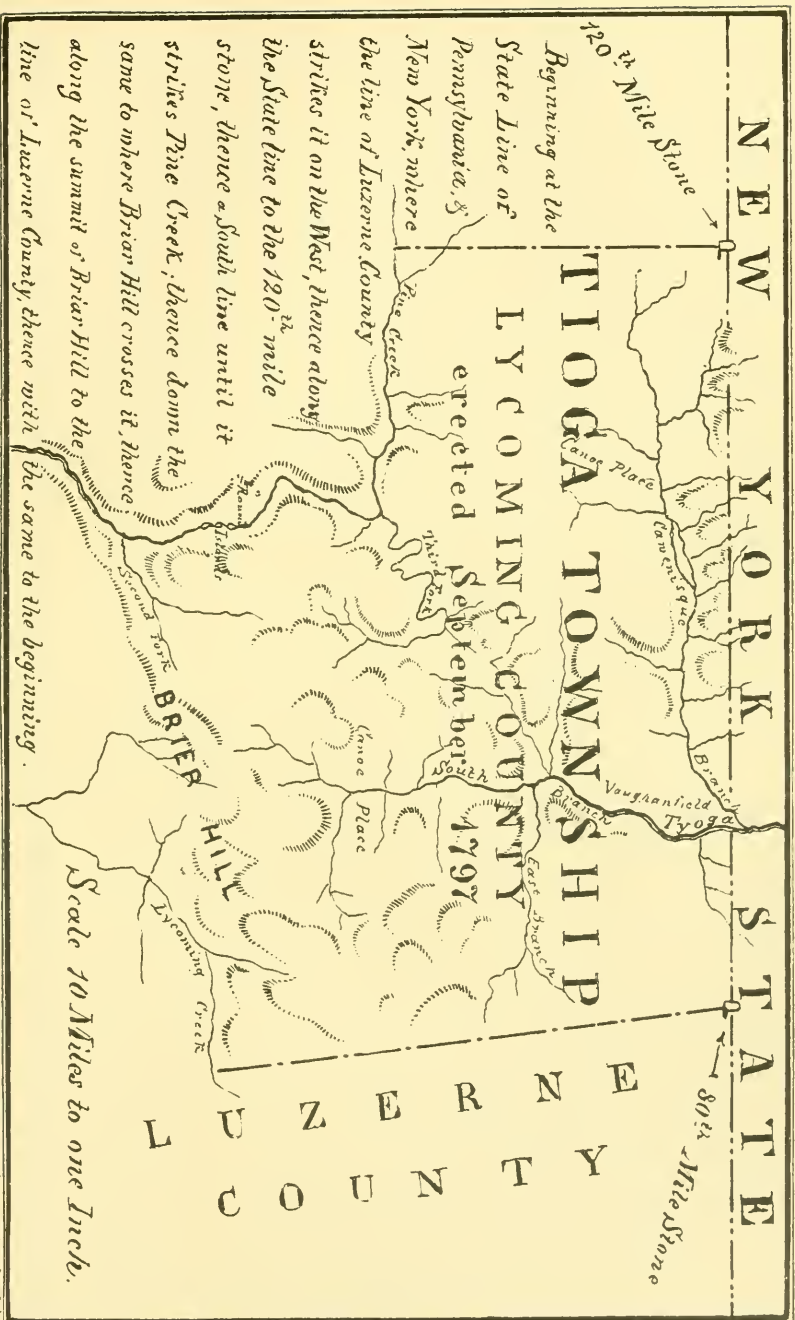 NEW YORK STATE
120th Mile Stone
80th Mile Stone
TIOGA TOWNSHIP
LYCOMING COUNTY
erected September 1797
LUZERNE
COUNTY
Beginning at the
State Line of
Pennsylvania, &
New York, where
the line of Luzerne County
strikes it on the West, thence along
the State line to the 120th mile
stone, thence a South line until it
strikes Pine Creek; thence down the
same to where Briar Hill crosses it, thence
along the summit of Briar Hill to the
line of Luzerne County, thence with the same to the beginning.
Canoe Place
Cawenisque
Branch
Vaughanfield
Tyoga
Pine Creek
Third Fork
"Round
Islands"
Second Fork
South
Branch
East Branch
Canoe
Place
BRIER
HILL
Lycoming
Creek
Scale 10 Miles to one Inch.